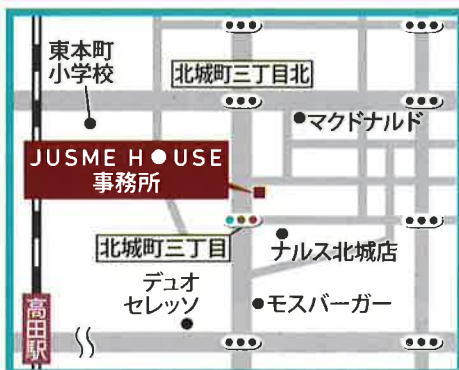 東本町
小学校
北城町三丁目北
マクドナルド
JUSME H●USE
事務所
北城町三丁目
ナルス北城店
デュオ
セレッソ
モスバーガー
高田駅